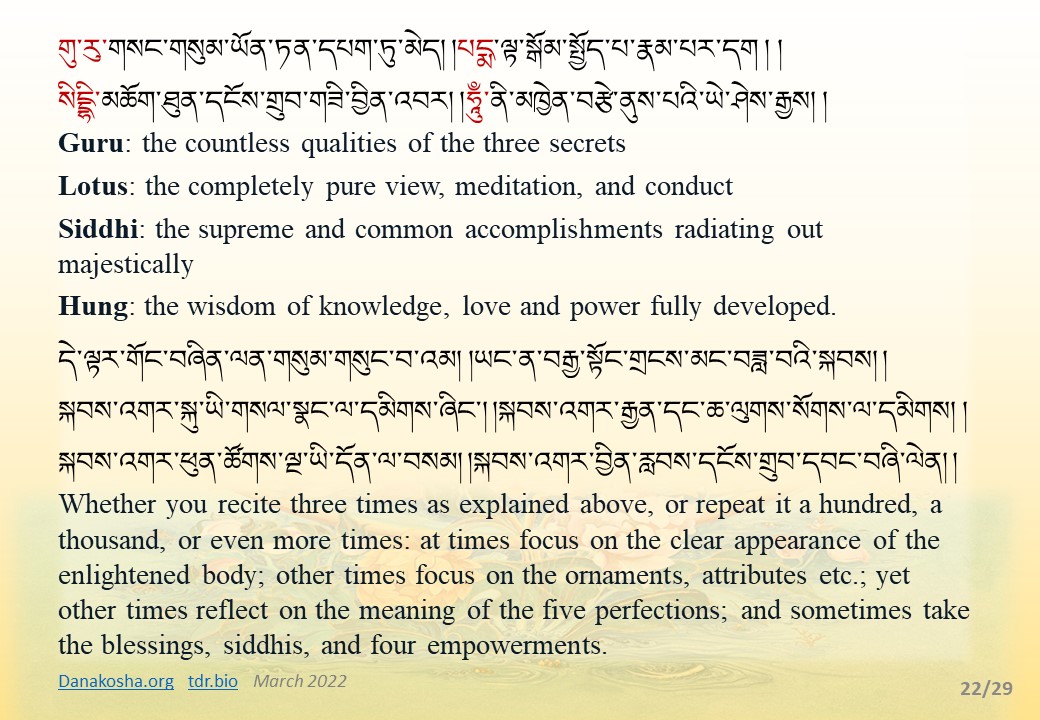 གུ་རུ་གསང་གསུམ་ཡོན་ཏན་དཔག་ཏུ་མེད། །པདྨ་ལྟ་སྒོམ་སྤྱོད་པ་རྣམ་པར་དག །། །
སིདྡྷི་མཆོག་ཐུན་དངོས་གྲུབ་གཟི་བྱིན་འབར། །ཧཱུྃ་ནི་མཁྱེན་བརྩེ་ནུས་པའི་ཡེ་ཤེས་རྒྱས། །
Guru: the countless qualities of the three secrets
Lotus: the completely pure view, meditation, and conduct
Siddhi: the supreme and common accomplishments radiating out
majestically
Hung: the wisdom of knowledge, love and power fully developed.
དེ་ལྟར་གོང་བཞིན་ལན་གསུམ་གསུང་བ་འམ། །ཡང་ན་བརྒྱ་སྟོང་གྲངས་མང་བཟླ་བའི་སྐབས། །
སྐབས་འགར་སྐུ་ཡི་གསལ་སྣང་ལ་དམིགས་ཞིང་། །སྐབས་འགར་རྒྱན་དང་ཆ་ལུགས་སོགས་ལ་དམིགས། །
སྐབས་འགར་ཕུན་ཚོགས་ལྔ་ཡི་དོན་ལ་བསམ། །སྐབས་འགར་བྱིན་རླབས་དངོས་གྲུབ་དབང་བཞི་ལེན། །
Whether you recite three times as explained above, or repeat it a hundred, a
thousand, or even more times: at times focus on the clear appearance of the
enlightened body; other times focus on the ornaments, attributes etc.; yet
other times reflect on the meaning of the five perfections; and sometimes take
the blessings, siddhis, and four empowerments.
Danakosha.org tdr.bio March 2022
22/29